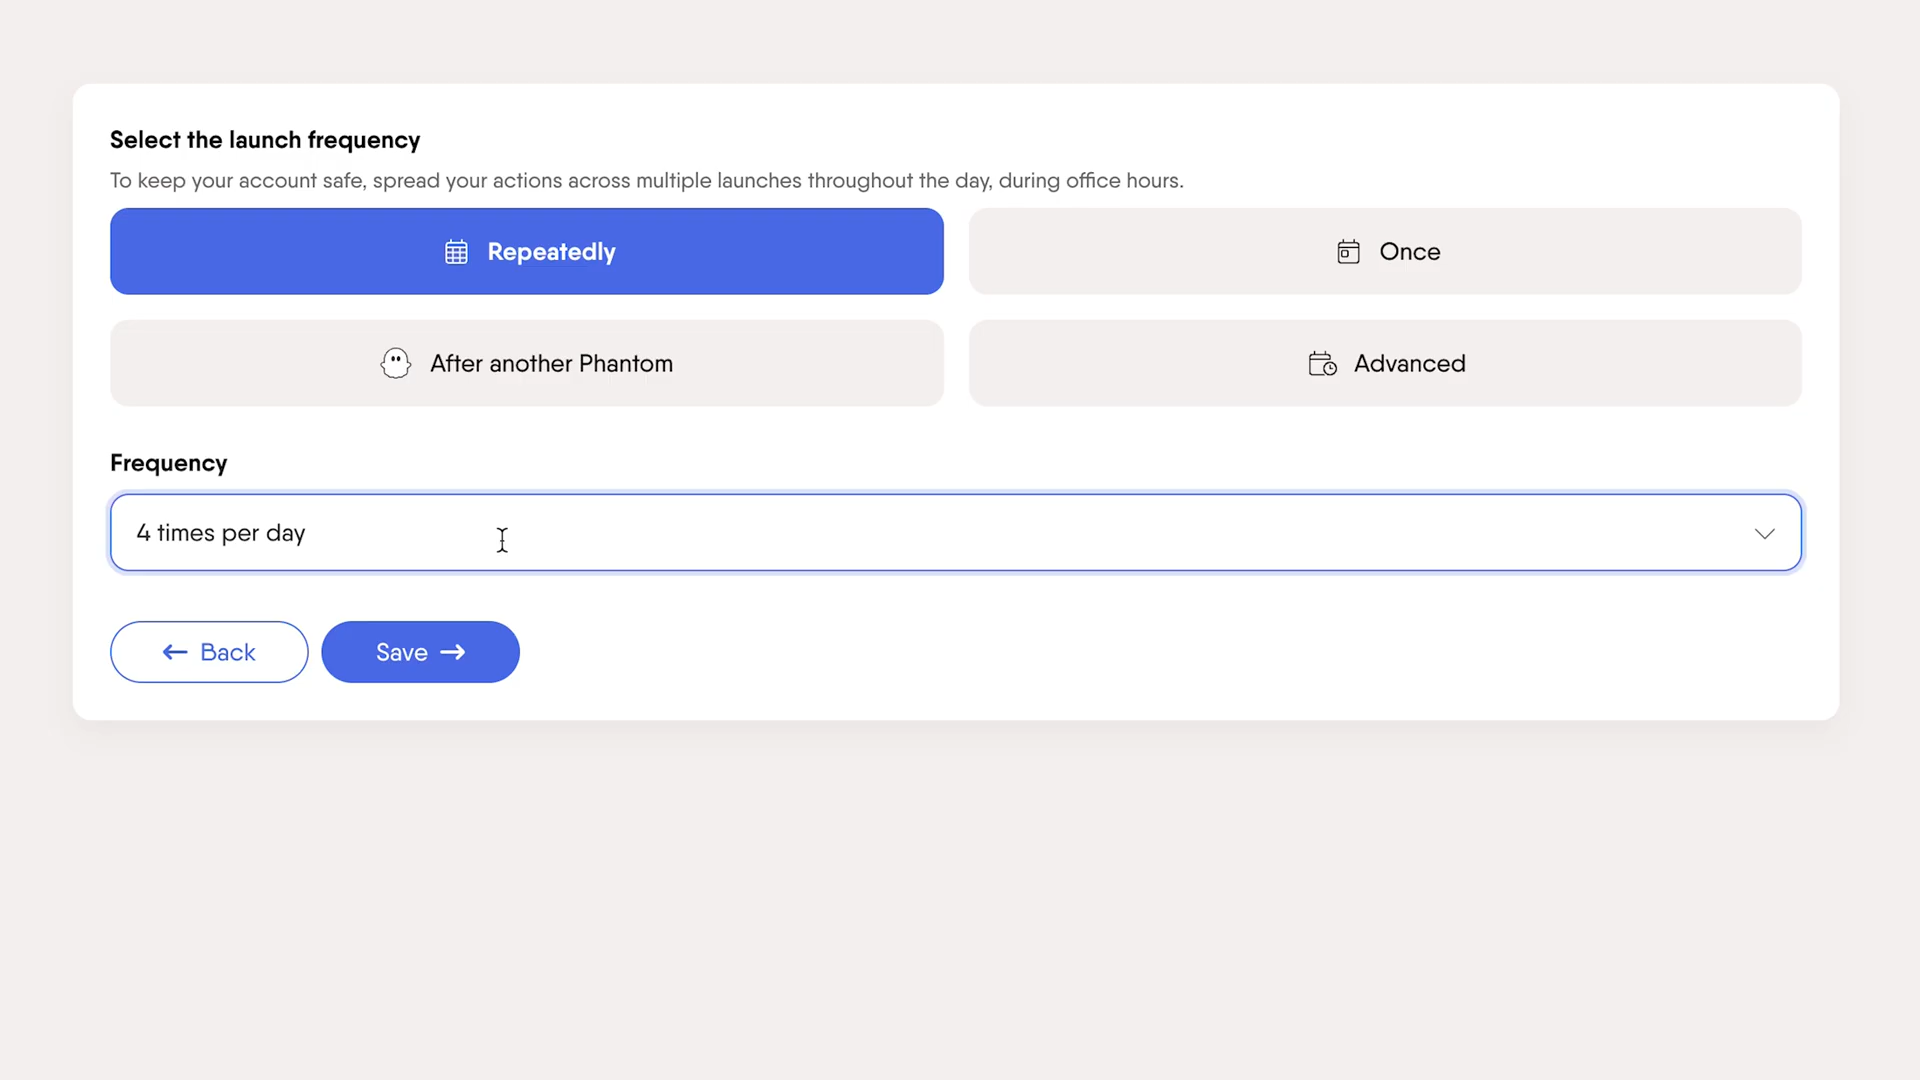 Select the launch frequency
To keep your account safe, spread your actions across multiple launches throughout the day, during office hours.
Repeatedly
Once
After another Phantom
Advanced
Frequency
4 times per day
← Back
Save →